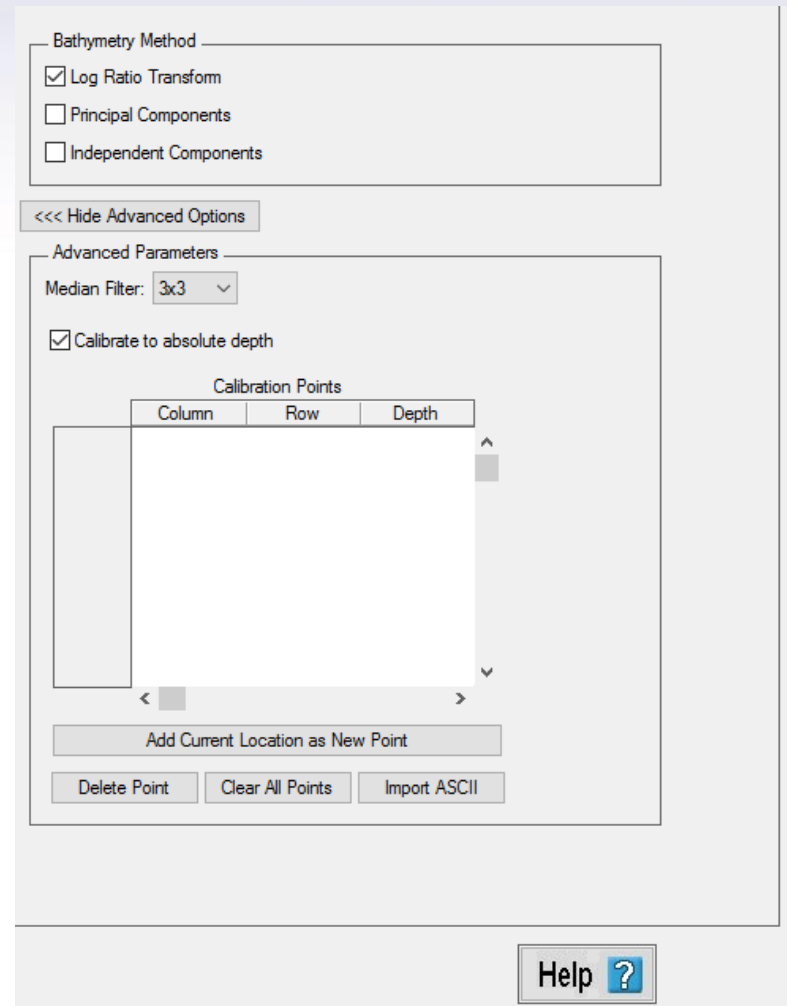 Bathymetry Method
Log Ratio Transform
Principal Components
Independent Components
<<< Hide Advanced Options
Advanced Parameters
Median Filter: 3x3
Calibrate to absolute depth
Calibration Points
Column Row Depth
Add Current Location as New Point
Delete Point Clear All Points Import ASCII
Help ?